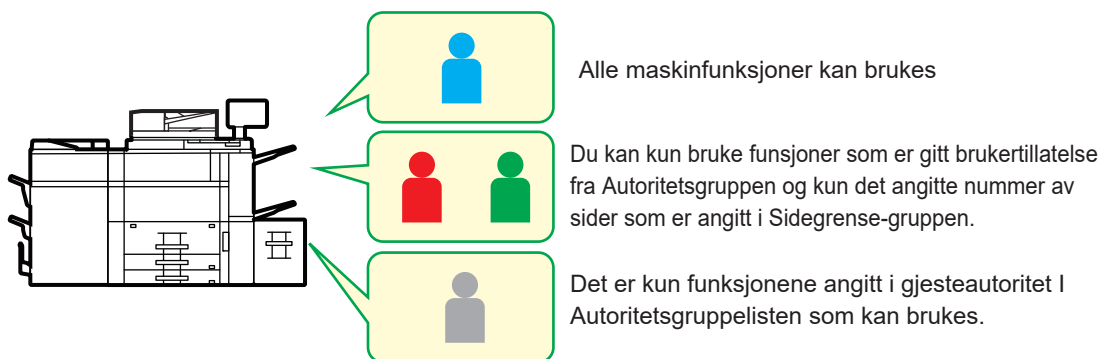 Alle maskinfunksjoner kan brukes
Du kan kun bruke funsjoner som er gitt brukertillatelse
fra Autoritetsgruppen og kun det angitte nummer av
sider som er angitt i Sidegrense-gruppen.
Det er kun funksjonene angitt i gjesteautoritet I
Autoritetsgruppelisten som kan brukes.